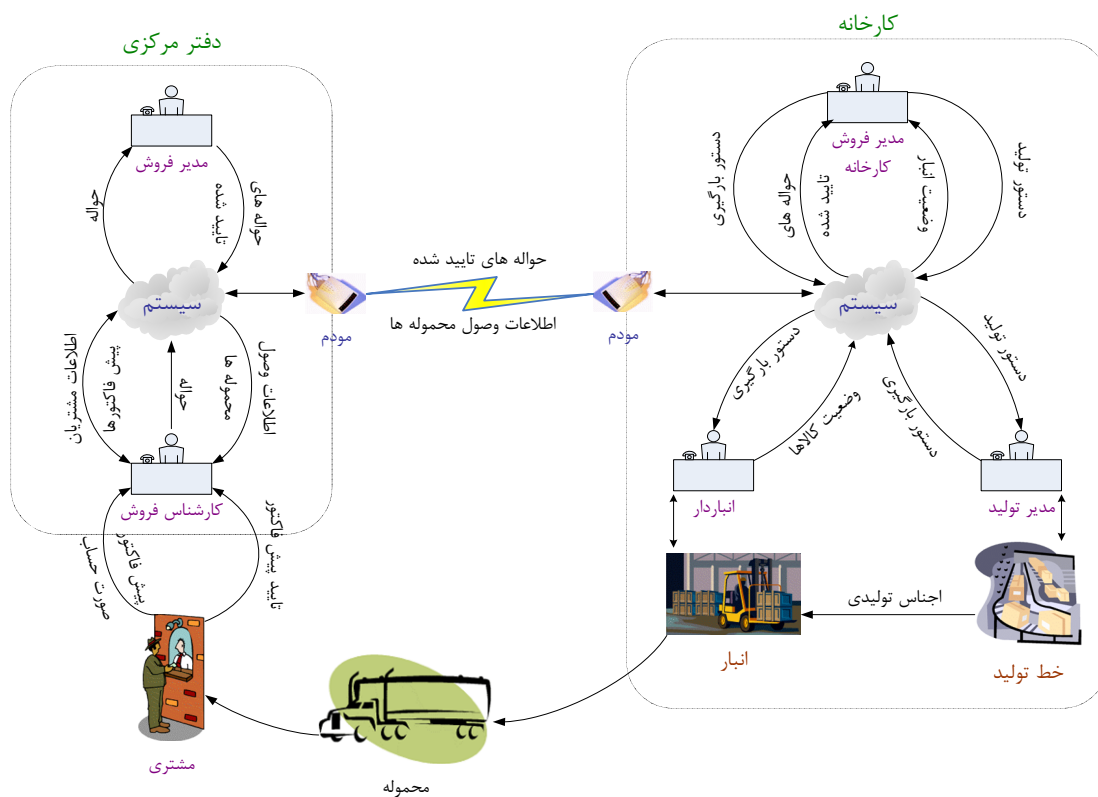 کارخانه
دفتر مرکزی
مدیر فروش
کارخانه
دستور بارگیری
حواله های
تایید شده
وضعیت انبار
دستور تولید
مدیر فروش
حواله
حواله های
تایید شده
حواله های تایید شده
سیستم
سیستم
اطلاعات وصول محموله ها
مودم
مودم
دستور بارگیری
وضعیت کالاها
دستور بارگیری
دستور تولید
اطلاعات مشتریان
پیش فاکتورها
حواله
اطلاعات وصول
محموله ها
کارشناس فروش
انباردار
مدیر تولید
صورت حساب
پیش فاکتور
تایید پیش فاکتور
اجناس تولیدی
انبار
خط تولید
مشتری
محموله